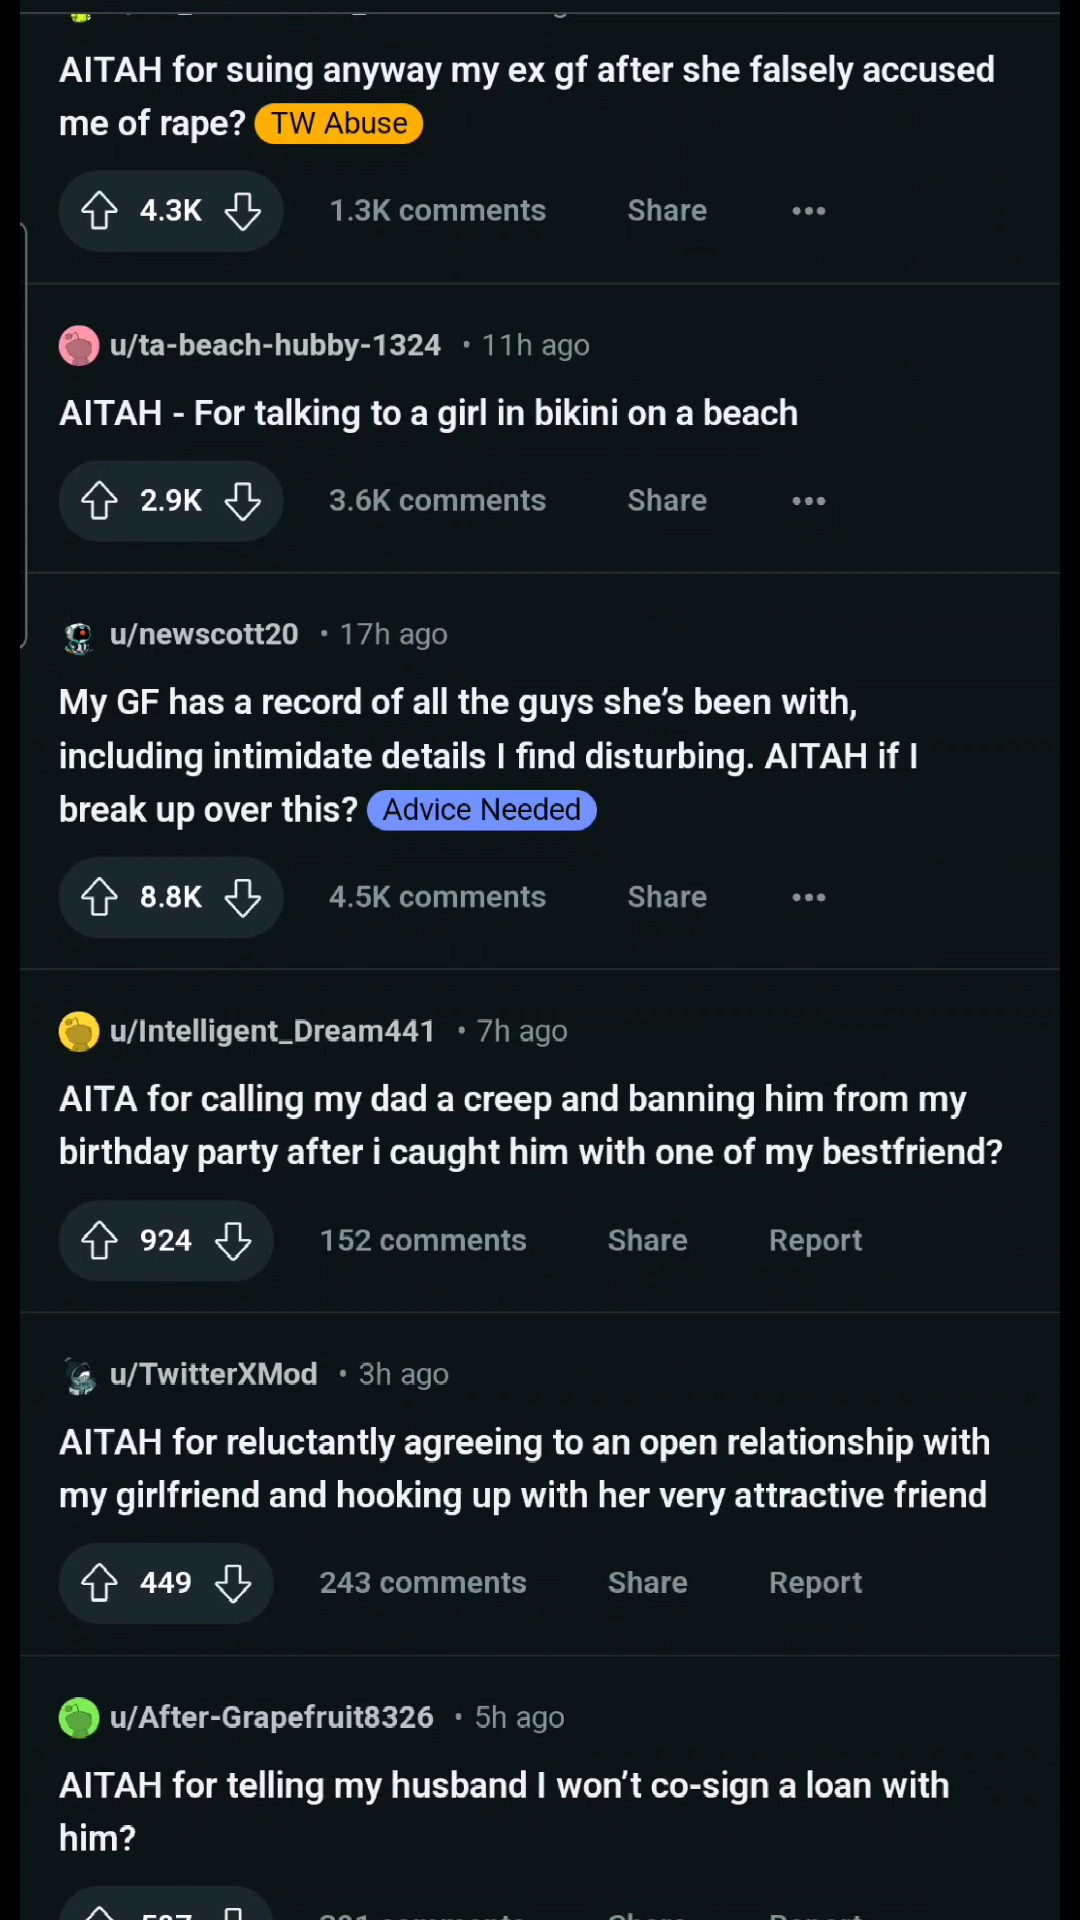 AITAH for suing anyway my ex gf after she falsely accused
me of rape? TW Abuse
4.3K 1.3K comments Share
u/ta-beach-hubby-1324 • 11h ago
AITAH - For talking to a girl in bikini on a beach
2.9K 3.6K comments Share
u/newscott20 • 17h ago
My GF has a record of all the guys she’s been with,
including intimidate details I find disturbing. AITAH if I
break up over this? Advice Needed
8.8K 4.5K comments Share
u/Intelligent_Dream441 • 7h ago
AITA for calling my dad a creep and banning him from my
birthday party after i caught him with one of my bestfriend?
924 152 comments Share Report
u/TwitterXMod • 3h ago
AITAH for reluctantly agreeing to an open relationship with
my girlfriend and hooking up with her very attractive friend
449 243 comments Share Report
u/After-Grapefruit8326 • 5h ago
AITAH for telling my husband I won’t co-sign a loan with
him?
comments Share Report